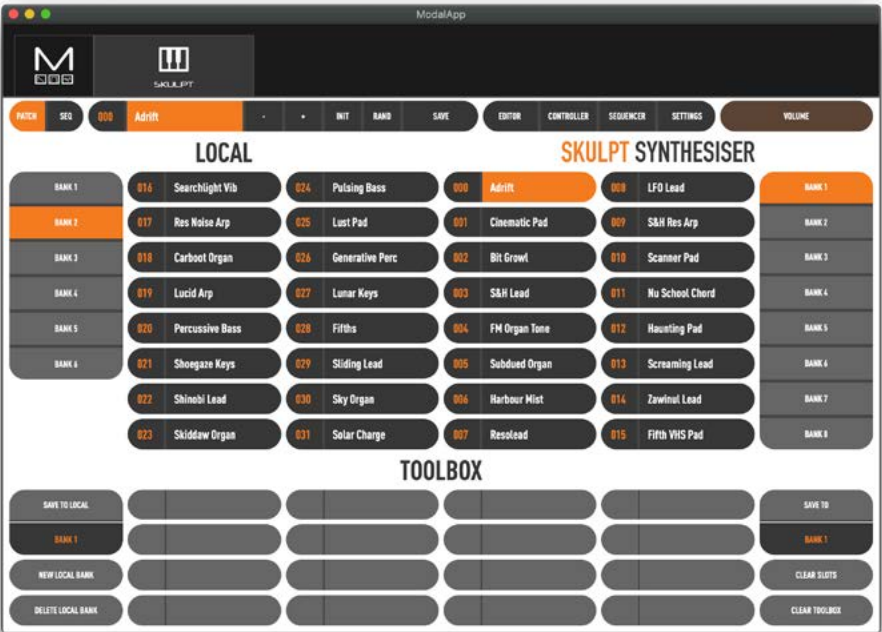 ModalApp
M
SKULPT
PATCH SEQ 000 Adrift - + INIT RAND SAVE EDITOR CONTROLLER SEQUENCER SETTINGS VOLUME
LOCAL SKULPT SYNTHESISER
BANK 1 016 Searchlight Vib 024 Pulsing Bass 000 Adrift 008 LFO Lead BANK 1
BANK 2 017 Res Noise Arp 025 Lust Pad 001 Cinematic Pad 009 S&H Res Arp BANK 2
BANK 3 018 Carboot Organ 026 Generative Perc 002 Bit Growl 010 Scanner Pad BANK 3
BANK 4 019 Lucid Arp 027 Lunar Keys 003 S&H Lead 011 Nu School Chord BANK 4
BANK 5 020 Percussive Bass 028 Fifths 004 FM Organ Tone 012 Haunting Pad BANK 5
BANK 6 021 Shoegaze Keys 029 Sliding Lead 005 Subdued Organ 013 Screaming Lead BANK 6
022 Shinobi Lead 030 Sky Organ 006 Harbour Mist 014 Zawinul Lead BANK 7
023 Skiddaw Organ 031 Solar Charge 007 Resolead 015 Fifth VHS Pad BANK 8
TOOLBOX
SAVE TO LOCAL SAVE TO
BANK 1 BANK 1
NEW LOCAL BANK CLEAR SLOTS
DELETE LOCAL BANK CLEAR TOOLBOX